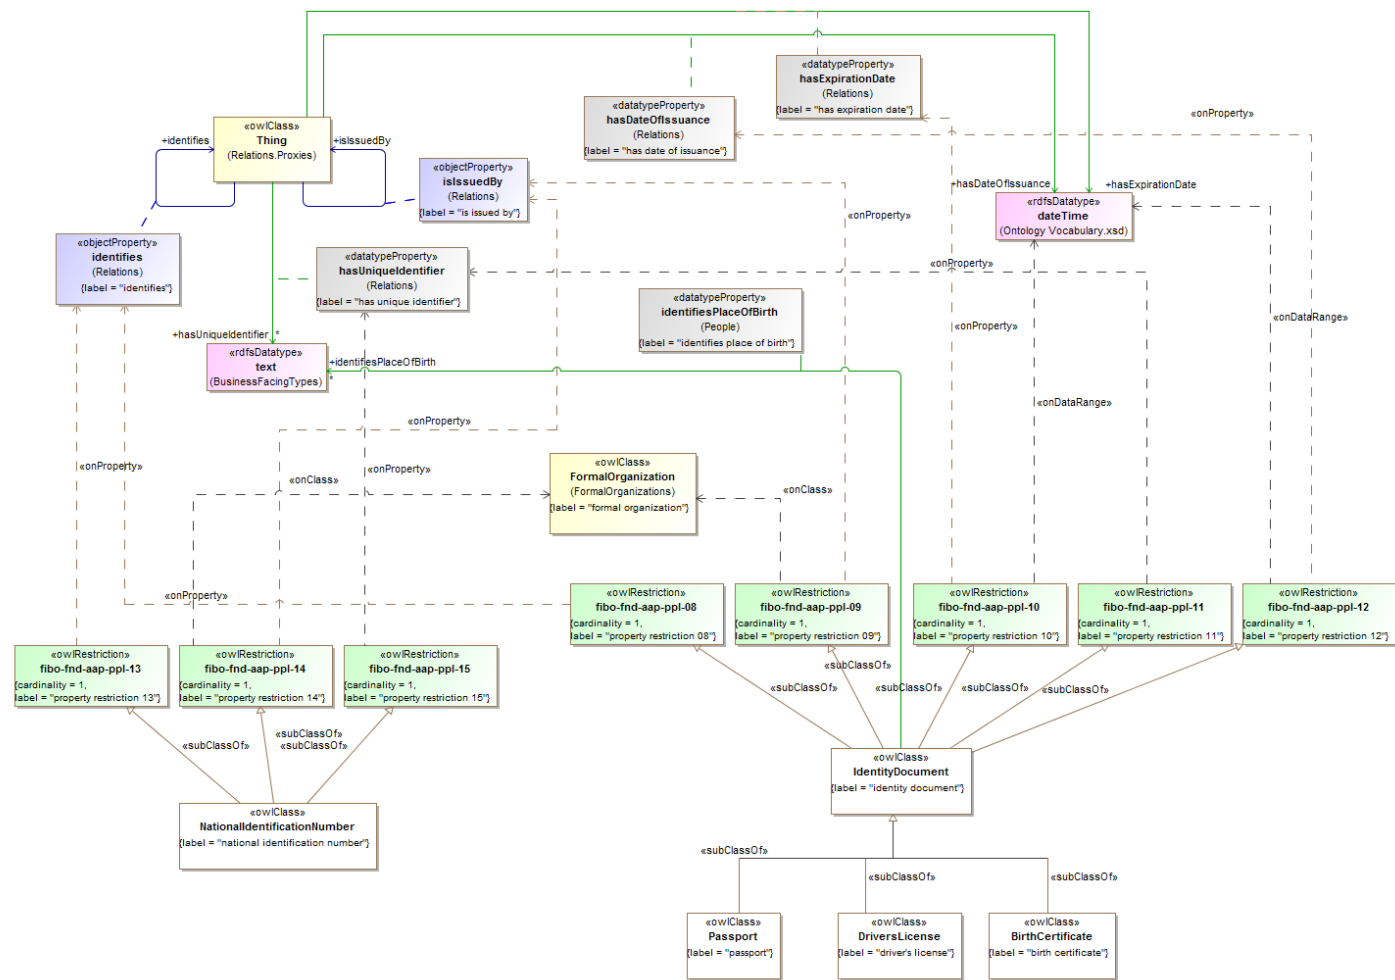 «datatypeProperty»
hasExpirationDate
(Relations)
{label = "has expiration date"}
«datatypeProperty»
hasDateOfIssuance
(Relations)
{label = "has date of issuance"}
«onProperty»
«owlClass»
Thing
(Relations.Proxies)
+identifies
+isIssuedBy
«objectProperty»
isIssuedBy
(Relations)
{label = "is issued by"}
+hasDateOfIssuance
+hasExpirationDate
«rdfsDatatype»
dateTime
(Ontology Vocabulary.xsd)
«onProperty»
«objectProperty»
identifies
(Relations)
{label = "identifies"}
«datatypeProperty»
hasUniqueIdentifier
(Relations)
{label = "has unique identifier"}
«onProperty»
«datatypeProperty»
identifiesPlaceOfBirth
(People)
{label = "identifies place of birth"}
«onProperty»
«onDataRange»
+hasUniqueIdentifier
*
«rdfsDatatype»
text
(BusinessFacingTypes)
+identifiesPlaceOfBirth
*
«onDataRange»
«onProperty»
«onProperty»
«onProperty»
«onClass»
«owlClass»
FormalOrganization
(FormalOrganizations)
{label = "formal organization"}
«onClass»
«onProperty»
«owlRestriction»
fibo-fnd-aap-ppl-08
{cardinality = 1,
label = "property restriction 08"}
«owlRestriction»
fibo-fnd-aap-ppl-09
{cardinality = 1,
label = "property restriction 09"}
«owlRestriction»
fibo-fnd-aap-ppl-10
{cardinality = 1,
label = "property restriction 10"}
«owlRestriction»
fibo-fnd-aap-ppl-11
{cardinality = 1,
label = "property restriction 11"}
«owlRestriction»
fibo-fnd-aap-ppl-12
{cardinality = 1,
label = "property restriction 12"}
«owlRestriction»
fibo-fnd-aap-ppl-13
{cardinality = 1,
label = "property restriction 13"}
«owlRestriction»
fibo-fnd-aap-ppl-14
{cardinality = 1,
label = "property restriction 14"}
«owlRestriction»
fibo-fnd-aap-ppl-15
{cardinality = 1,
label = "property restriction 15"}
«subClassOf»
«subClassOf»
«subClassOf»
«subClassOf»
«subClassOf»
«subClassOf»
«subClassOf»
«subClassOf»
«owlClass»
IdentityDocument
{label = "identity document"}
«owlClass»
NationalIdentificationNumber
{label = "national identification number"}
«subClassOf»
«subClassOf»
«subClassOf»
«owlClass»
Passport
{label = "passport"}
«owlClass»
DriversLicense
{label = "driver's license"}
«owlClass»
BirthCertificate
{label = "birth certificate"}